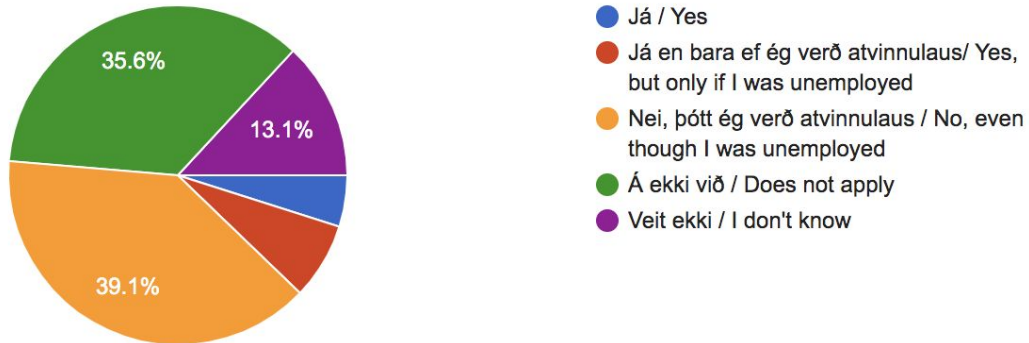 35.6%
13.1%
39.1%
Já / Yes
Já en bara ef ég verð atvinnulaus/ Yes,
but only if I was unemployed
Nei, þótt ég verð atvinnulaus / No, even
though I was unemployed
Á ekki við / Does not apply
Veit ekki / I don't know